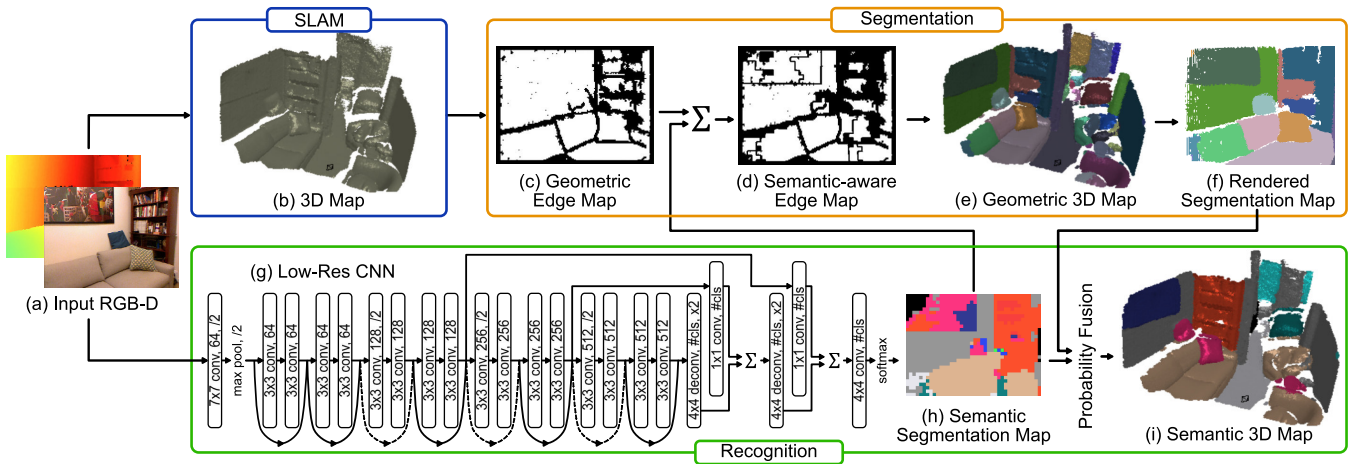 SLAM
Segmentation
(b) 3D Map
(c) Geometric
Edge Map
Σ
(d) Semantic-aware
Edge Map
(e) Geometric 3D Map
(f) Rendered
Segmentation Map
(a) Input RGB-D
(g) Low-Res CNN
7x7 conv, 64, /2
max pool, /2
3x3 conv, 64
3x3 conv, 64
3x3 conv, 64
3x3 conv, 64
3x3 conv, 128, /2
3x3 conv, 128
3x3 conv, 128
3x3 conv, 128
3x3 conv, 256, /2
3x3 conv, 256
3x3 conv, 256
3x3 conv, 256
3x3 conv, 512, /2
3x3 conv, 512
3x3 conv, 512
3x3 conv, 512
4x4 deconv, #cls, x2
1x1 conv, #cls
Σ
4x4 deconv, #cls, x2
1x1 conv, #cls
Σ
4x4 conv, #cls
softmax
(h) Semantic
Segmentation Map
Probability Fusion
(i) Semantic 3D Map
Recognition